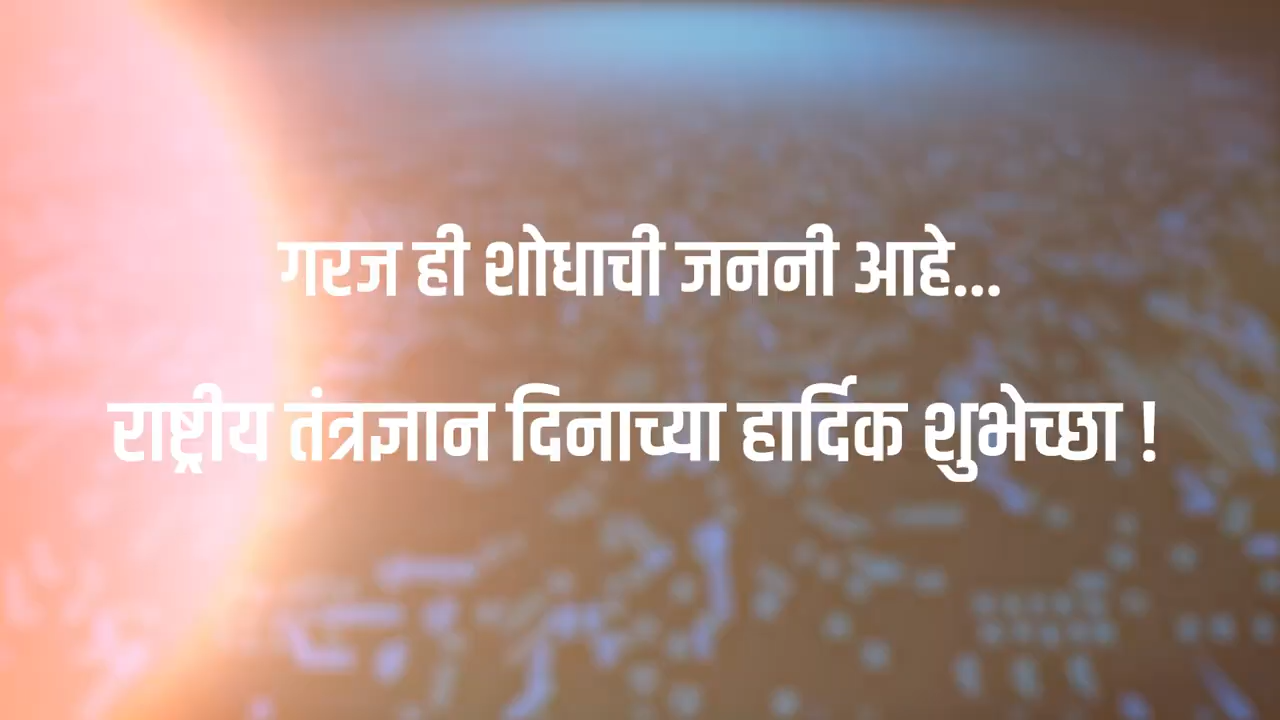 गरज ही शोधाची जननी आहे...
राष्ट्रीय तंत्रज्ञान दिनाच्या हार्दिक शुभेच्छा !